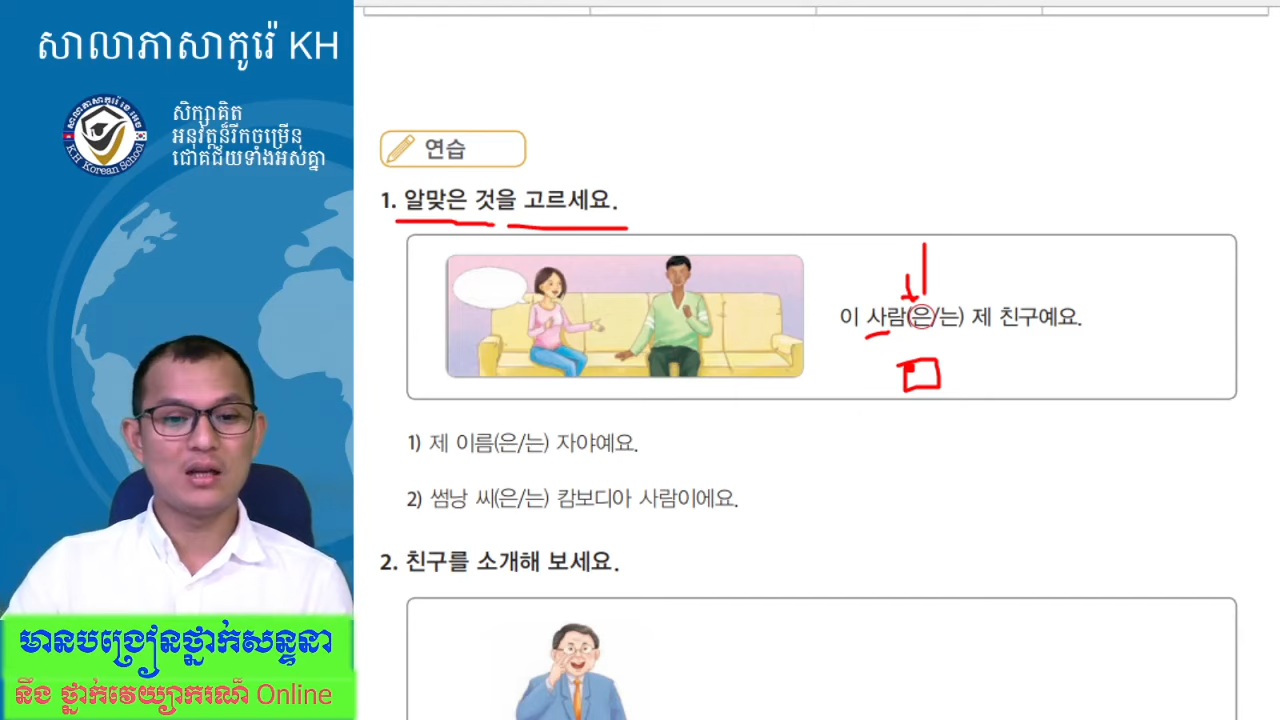 សាលាភាសាកូរ៉េ KH
សិក្សាគិត
អនុវត្តន៏រីកចម្រើន
ជោគជ័យទាំងអស់គ្នា
K.H Korean School
연습
1. 알맞은 것을 고르세요.
이 사람(은/는) 제 친구예요.
1) 제 이름(은/는) 자야예요.
2) 썸낭 씨(은/는) 캄보디아 사람이에요.
2. 친구를 소개해 보세요.
មានបង្រៀនថ្នាក់សន្ទនា
នឹង ថ្នាក់វេយ្យាករណ៏ Online